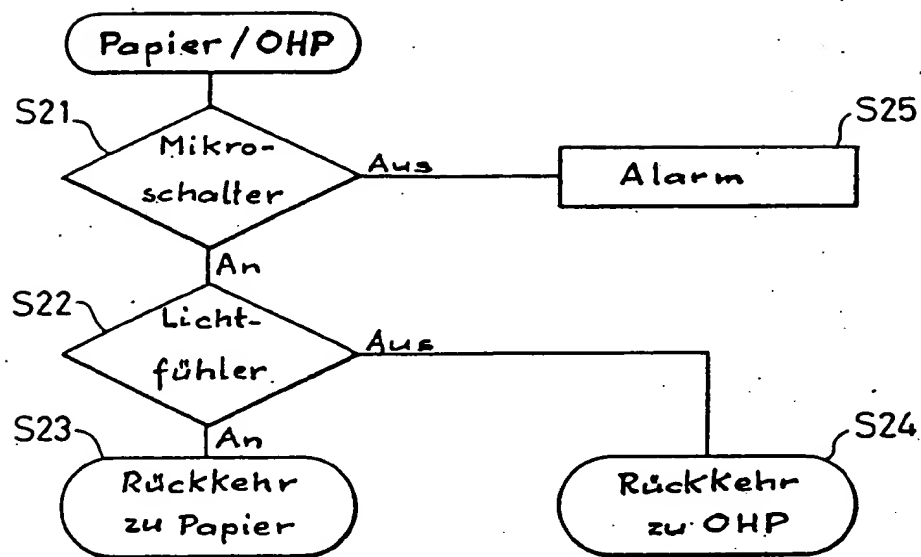 Papier / OHP
S21
Mikro-
schalter
Aus
S25
Alarm
An
S22
Licht-
fühler
Aus
S23
An
S24
Rückkehr
zu Papier
Rückkehr
zu OHP